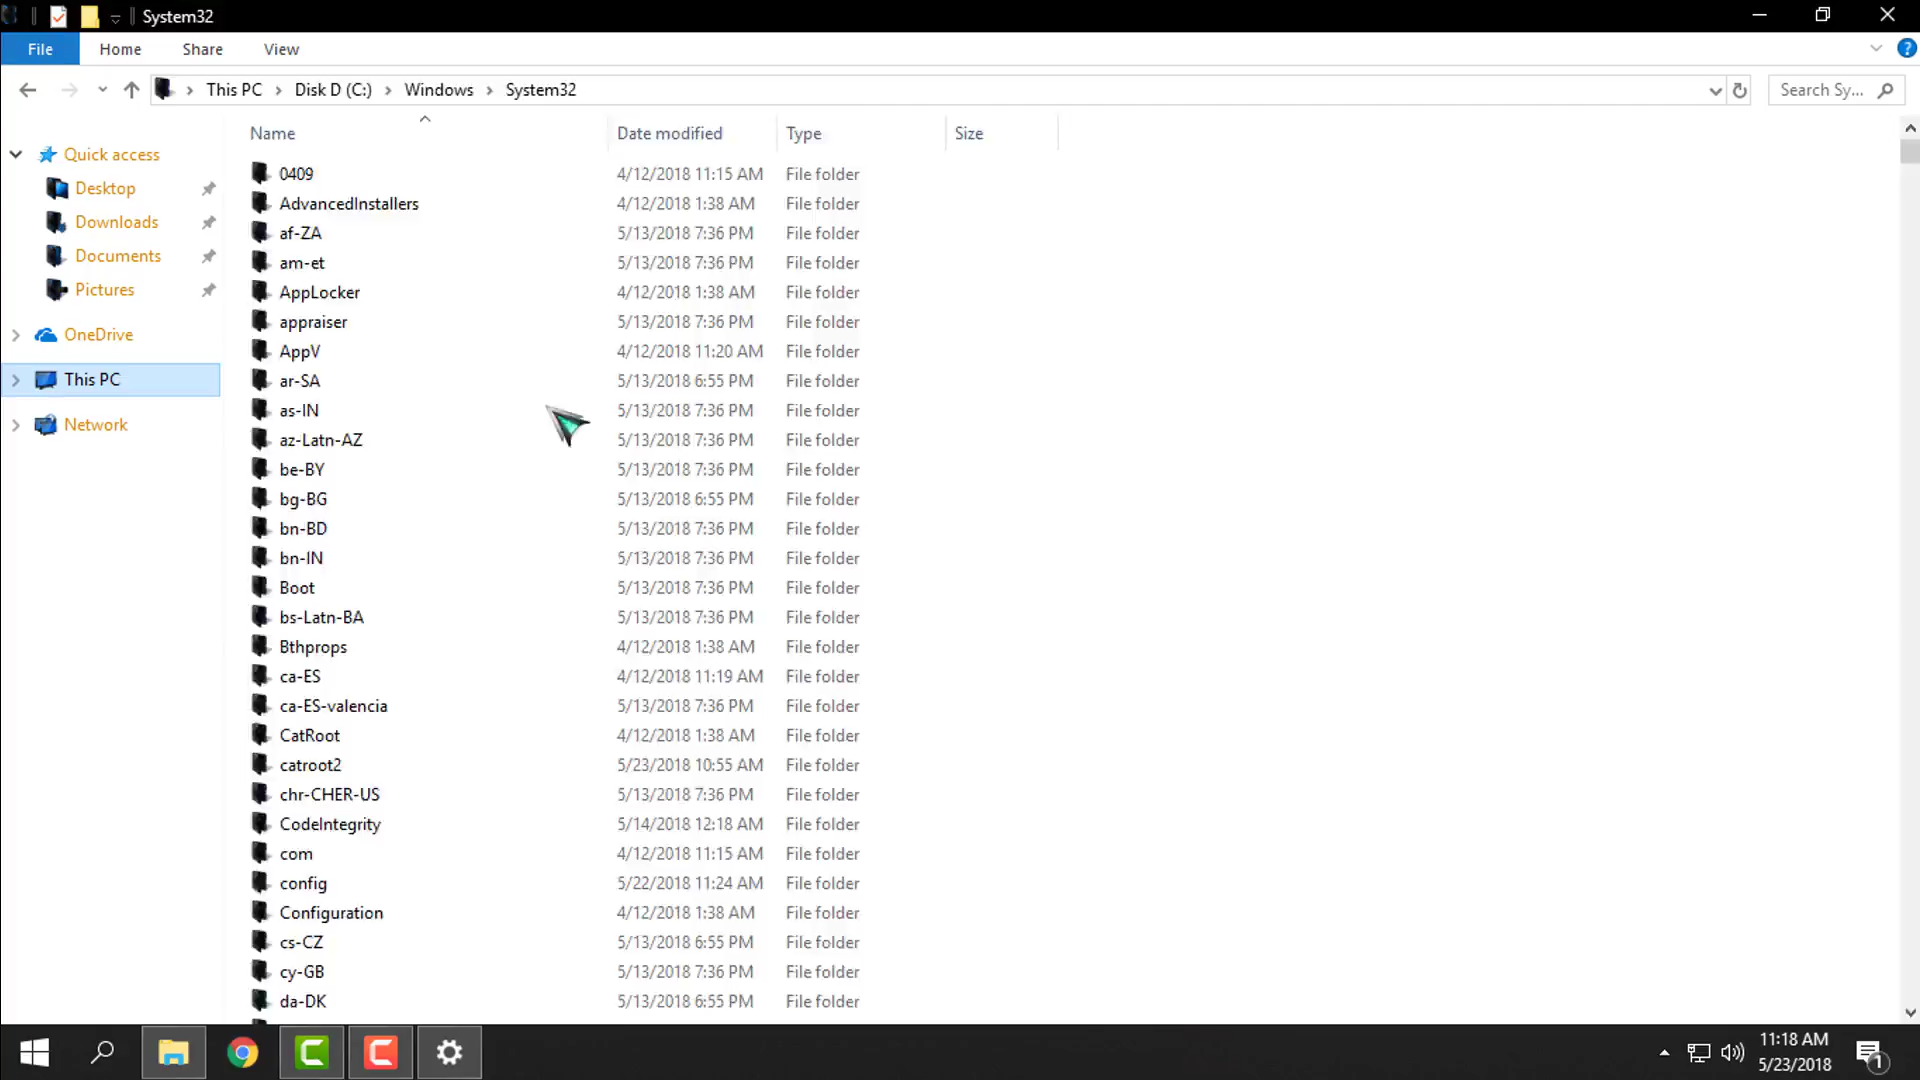 System32
File Home Share View
This PC Disk D (C:) Windows System32 Search Sy...
Name Date modified Type Size
Quick access
Desktop
Downloads
Documents
Pictures
OneDrive
This PC
Network
0409 4/12/2018 11:15 AM File folder
AdvancedInstallers 4/12/2018 1:38 AM File folder
af-ZA 5/13/2018 7:36 PM File folder
am-et 5/13/2018 7:36 PM File folder
AppLocker 4/12/2018 1:38 AM File folder
appraiser 5/13/2018 7:36 PM File folder
AppV 4/12/2018 11:20 AM File folder
ar-SA 5/13/2018 6:55 PM File folder
as-IN 5/13/2018 7:36 PM File folder
az-Latn-AZ 5/13/2018 7:36 PM File folder
be-BY 5/13/2018 7:36 PM File folder
bg-BG 5/13/2018 6:55 PM File folder
bn-BD 5/13/2018 7:36 PM File folder
bn-IN 5/13/2018 7:36 PM File folder
Boot 5/13/2018 7:36 PM File folder
bs-Latn-BA 5/13/2018 7:36 PM File folder
Bthprops 4/12/2018 1:38 AM File folder
ca-ES 4/12/2018 11:19 AM File folder
ca-ES-valencia 5/13/2018 7:36 PM File folder
CatRoot 4/12/2018 1:38 AM File folder
catroot2 5/23/2018 10:55 AM File folder
chr-CHER-US 5/13/2018 7:36 PM File folder
CodeIntegrity 5/14/2018 12:18 AM File folder
com 4/12/2018 11:15 AM File folder
config 5/22/2018 11:24 AM File folder
Configuration 4/12/2018 1:38 AM File folder
cs-CZ 5/13/2018 6:55 PM File folder
cy-GB 5/13/2018 7:36 PM File folder
da-DK 5/13/2018 6:55 PM File folder
11:18 AM
5/23/2018
1